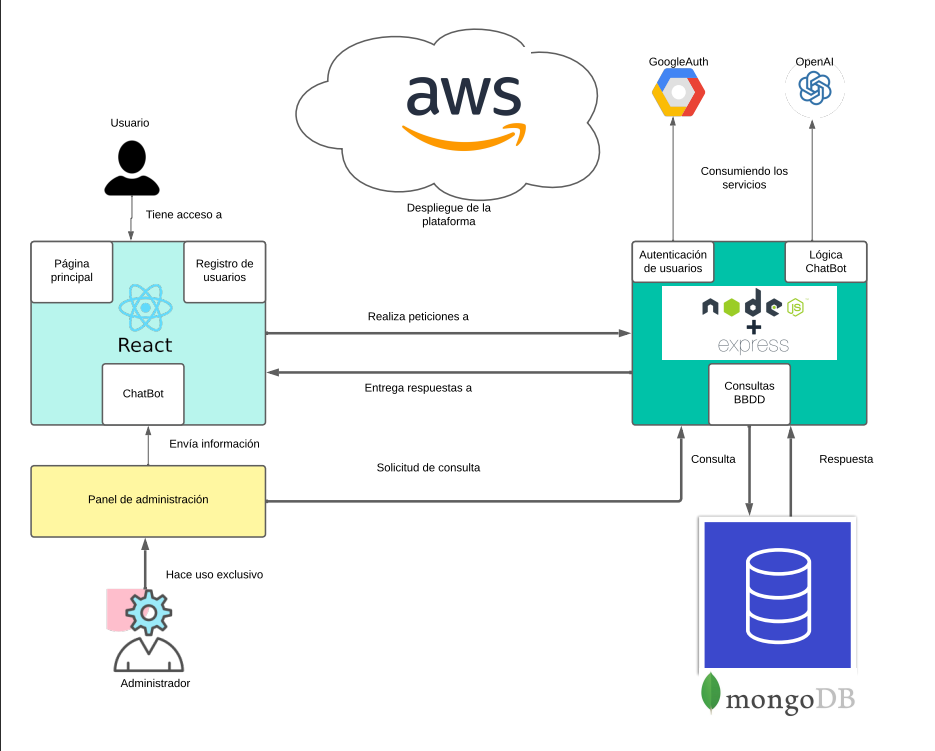 aws
GoogleAuth
OpenAI
Usuario
Consumiendo los
servicios
Tiene acceso a
Despliegue de la
plataforma
Página
principal
Registro de
usuarios
React
ChatBot
Realiza peticiones a
Entrega respuestas a
Autenticación
de usuarios
Lógica
ChatBot
node
JS
+
express
Consultas
BBDD
Envía información
Solicitud de consulta
Consulta
Respuesta
Panel de administración
Hace uso exclusivo
Administrador
mongoDB